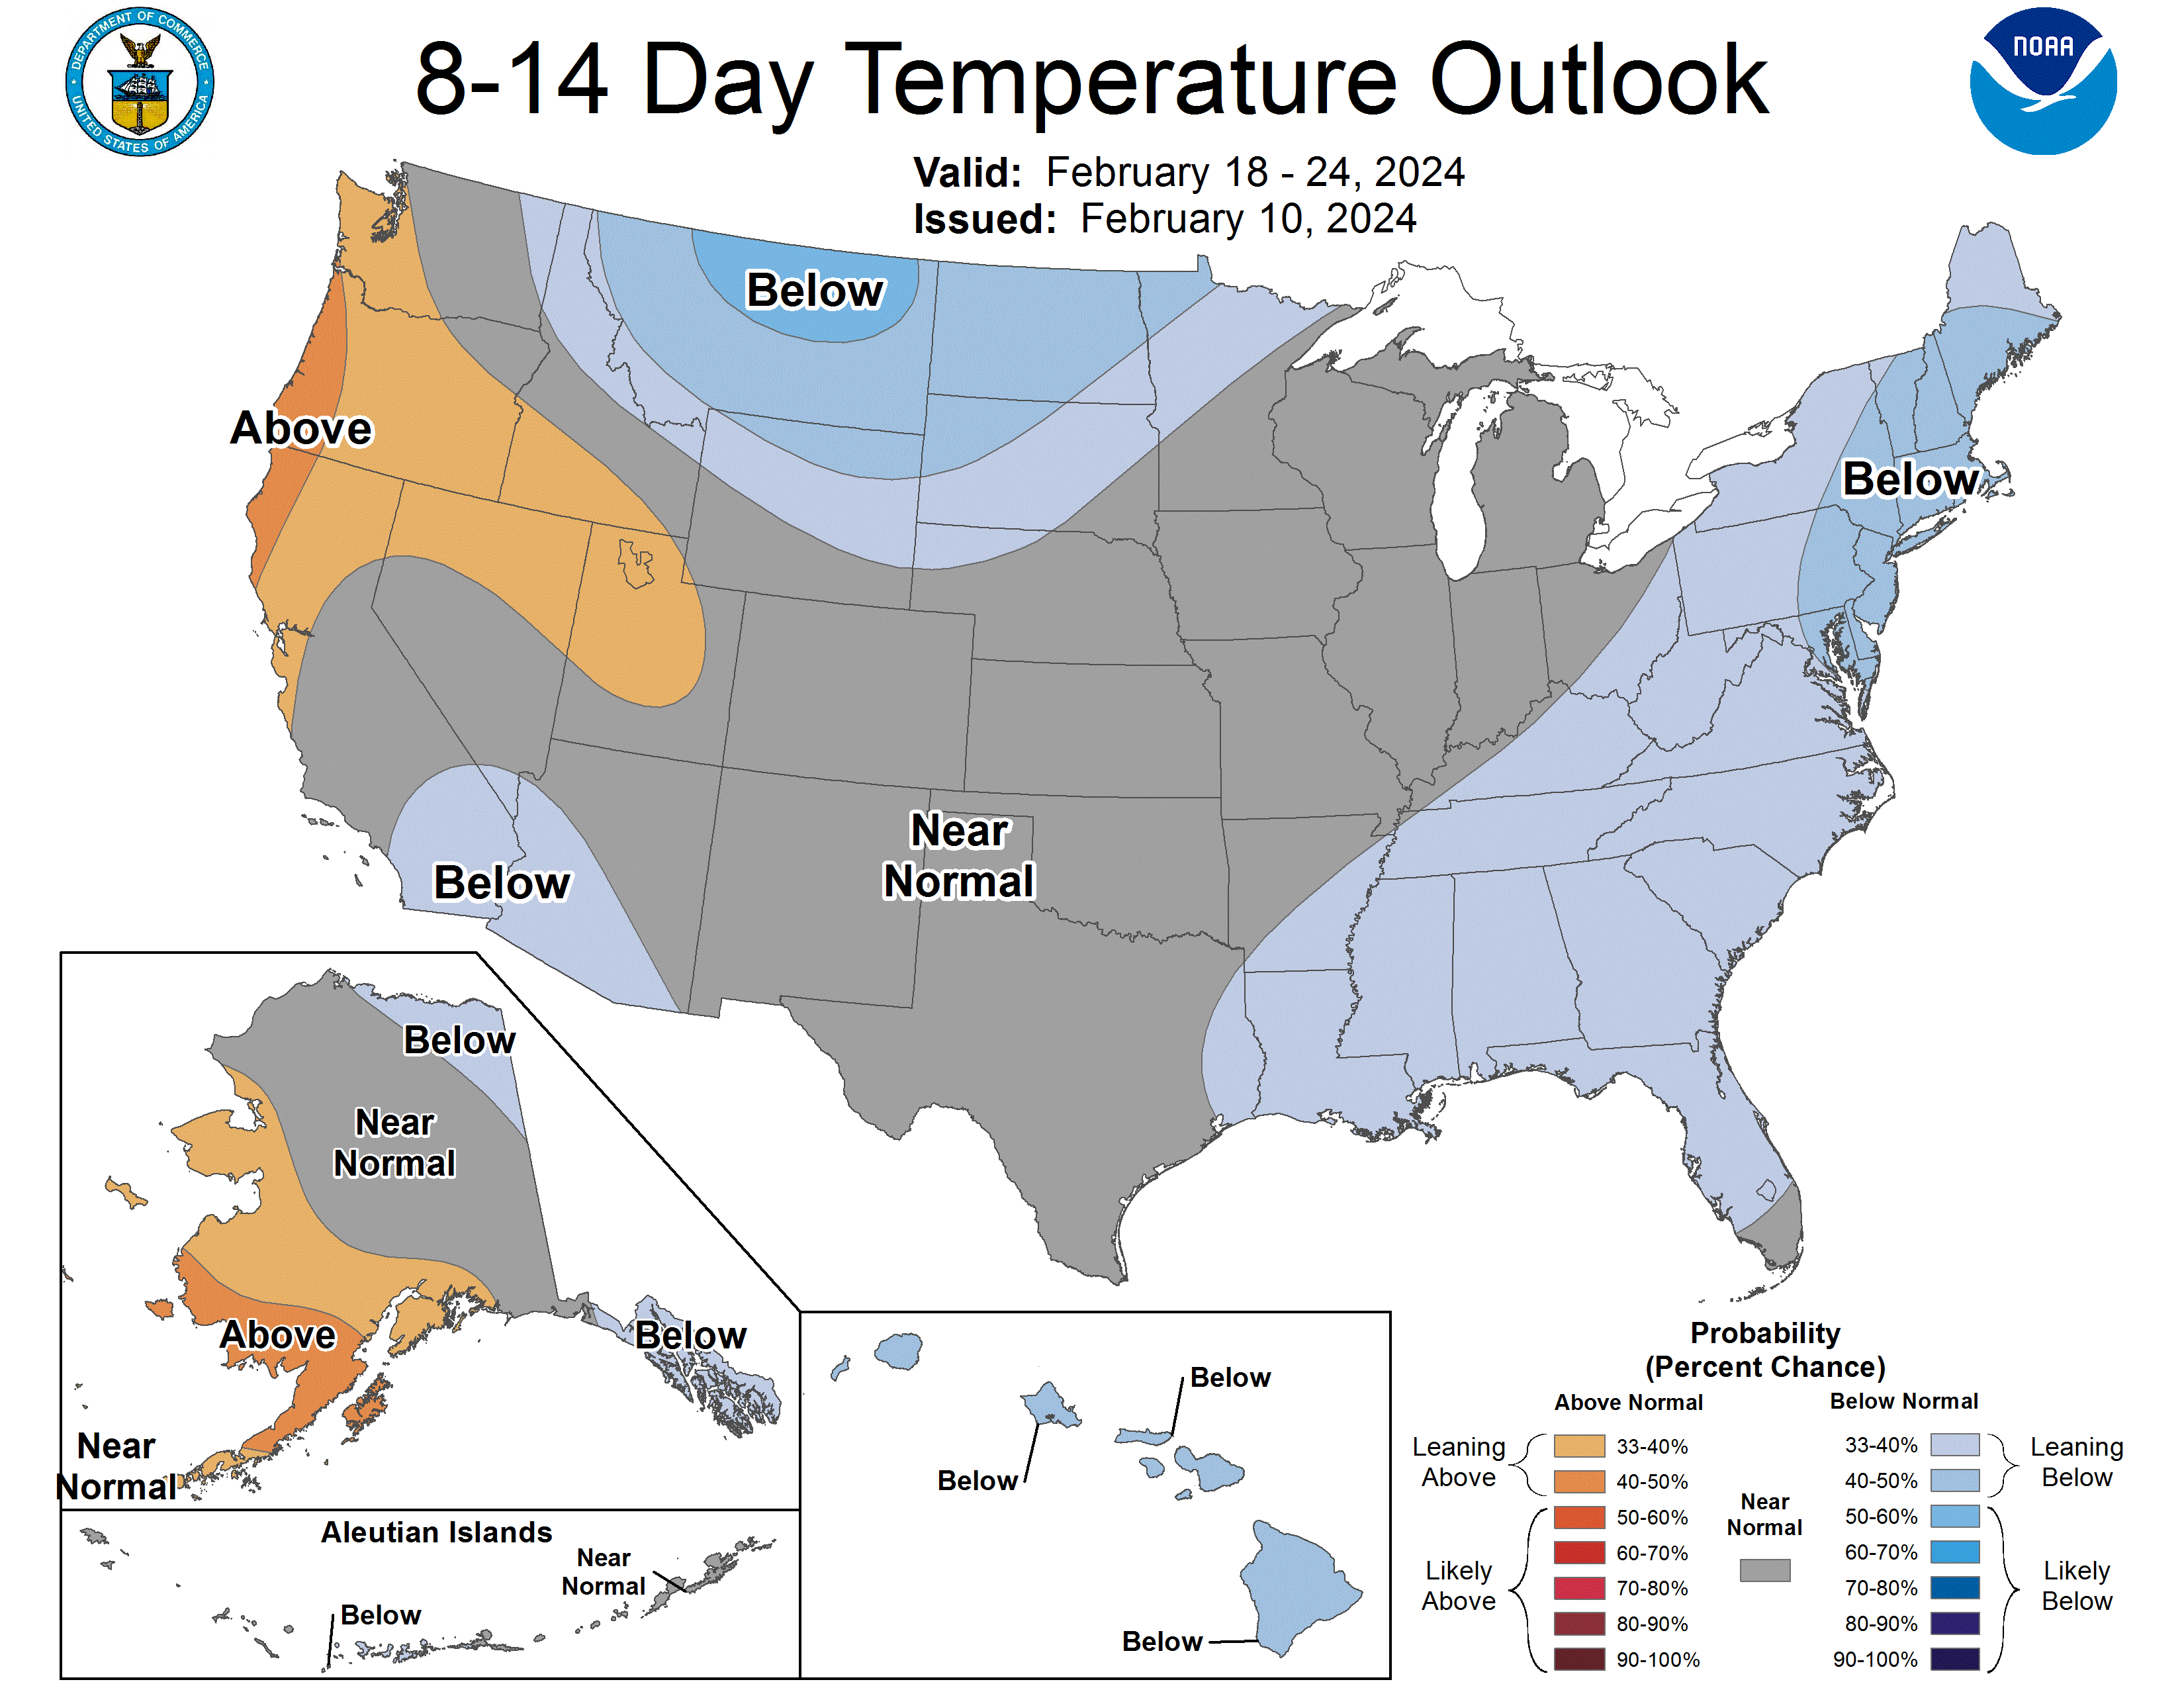 DEPARTMENT OF COMMERCE
UNITED STATES OF AMERICA
NOAA
8-14 Day Temperature Outlook
Valid: February 18 - 24, 2024
Issued: February 10, 2024
Below
Above
Below
Below
Near
Normal
Below
Near
Normal
Above
Below
Near
Normal
Aleutian Islands
Near
Normal
Below
Below
Below
Below
Probability
(Percent Chance)
Above Normal
Below Normal
Leaning
Above
33-40%
40-50%
Likely
Above
50-60%
60-70%
70-80%
80-90%
90-100%
Near
Normal
33-40%
40-50%
Leaning
Below
50-60%
60-70%
70-80%
80-90%
90-100%
Likely
Below